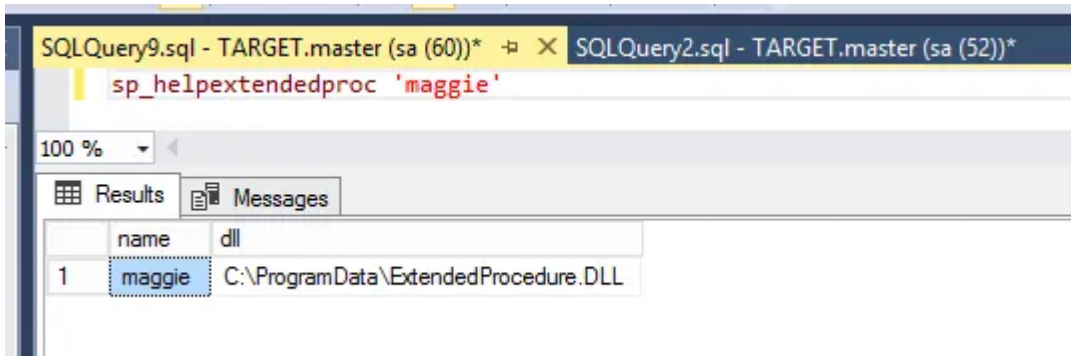 SQLQuery9.sql - TARGET.master (sa (60))* SQLQuery2.sql - TARGET.master (sa (52))*
sp_helpextendedproc 'maggie'
100 %
Results Messages
name dll
1 maggie C:\ProgramData\ExtendedProcedure.DLL